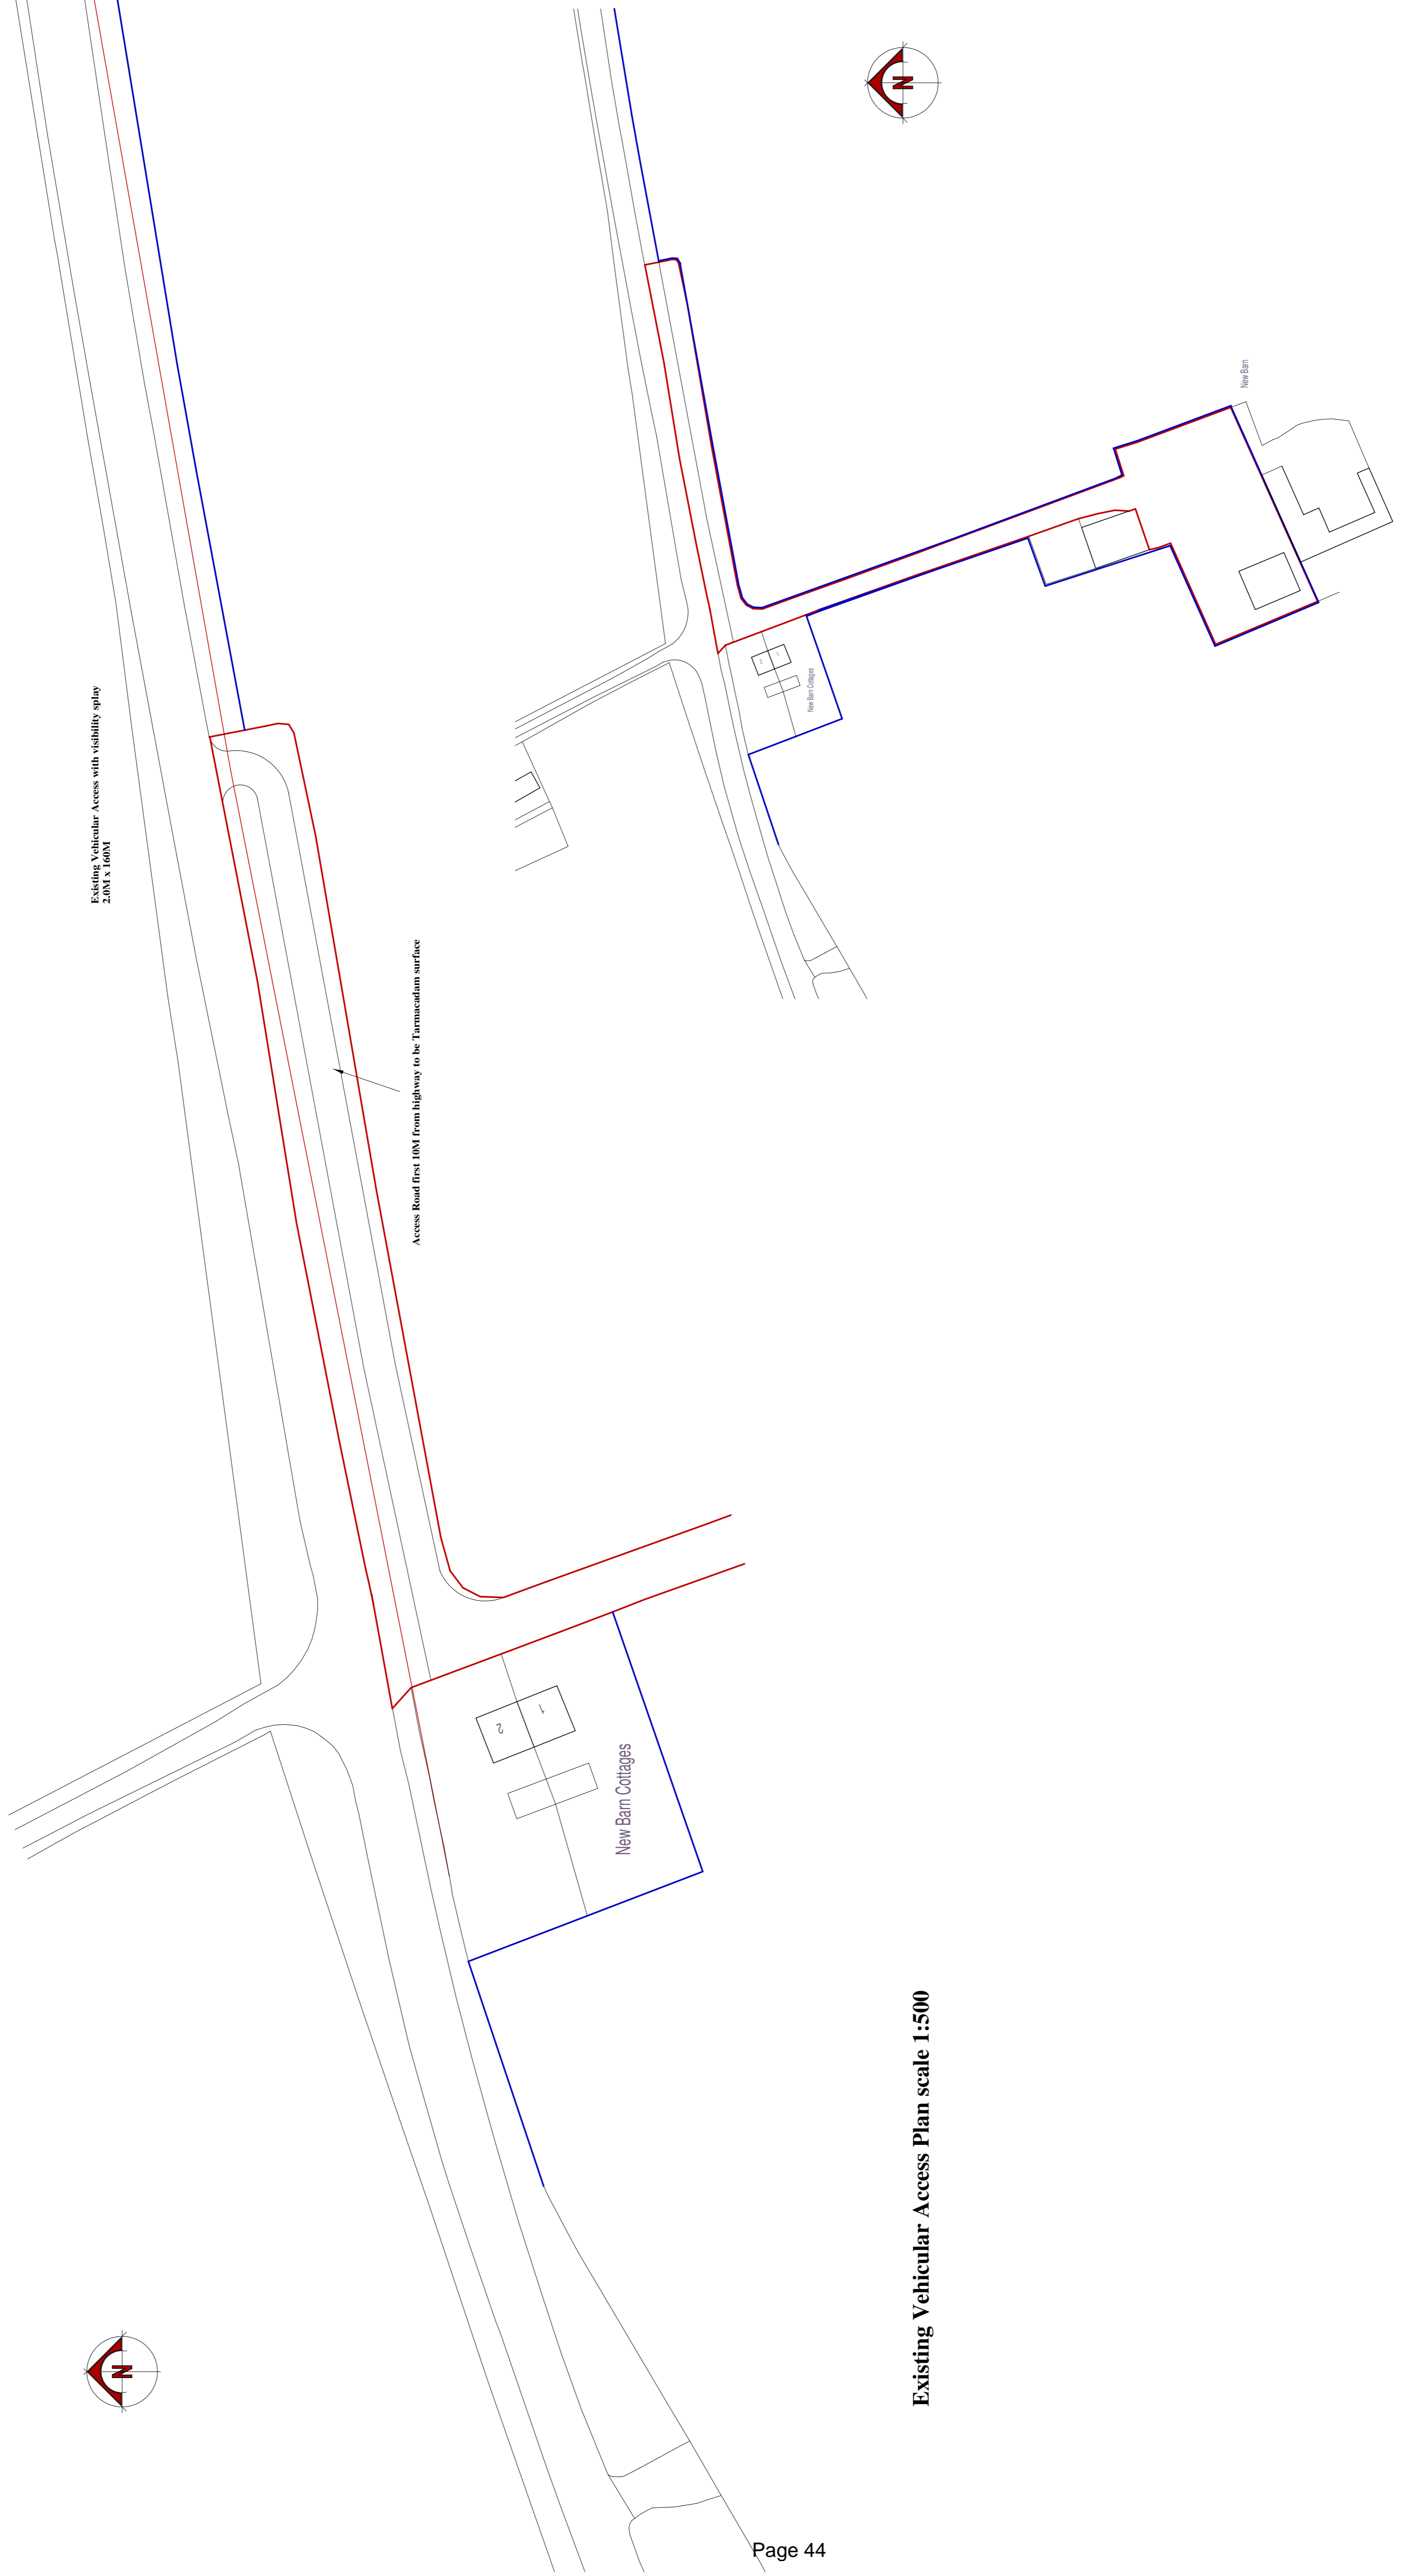 N
New Barn
New Barn Cottages
Existing Vehicular Access with visibility splay
2.0M x 160M
Access Road first 10M from highway to be Tarmacadam surface
1
2
New Barn Cottages
Existing Vehicular Access Plan scale 1:500
N
Page 44